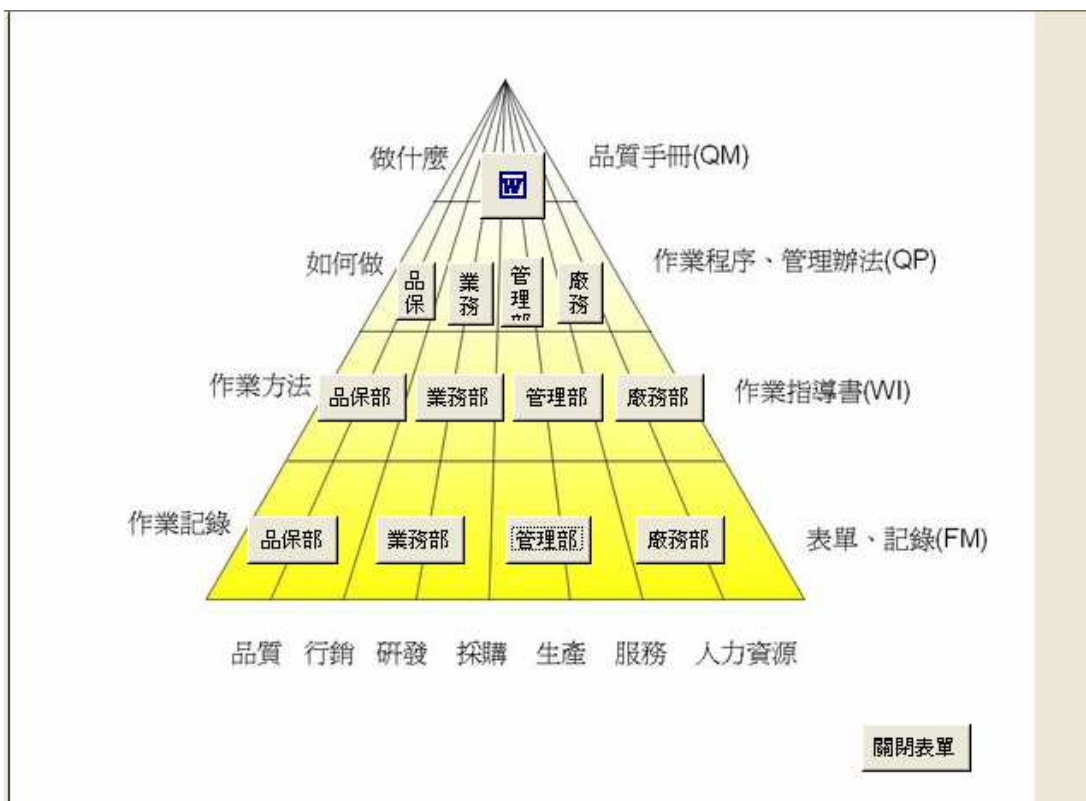 做什麼
品質手冊(QM)
如何做
品保
業務
管理部
廠務
作業程序、管理辦法(QP)
作業方法
品保部
業務部
管理部
廠務部
作業指導書(WI)
作業記錄
品保部
業務部
管理部
廠務部
表單、記錄(FM)
品質 行銷 研發 採購 生產 服務 人力資源
關閉表單